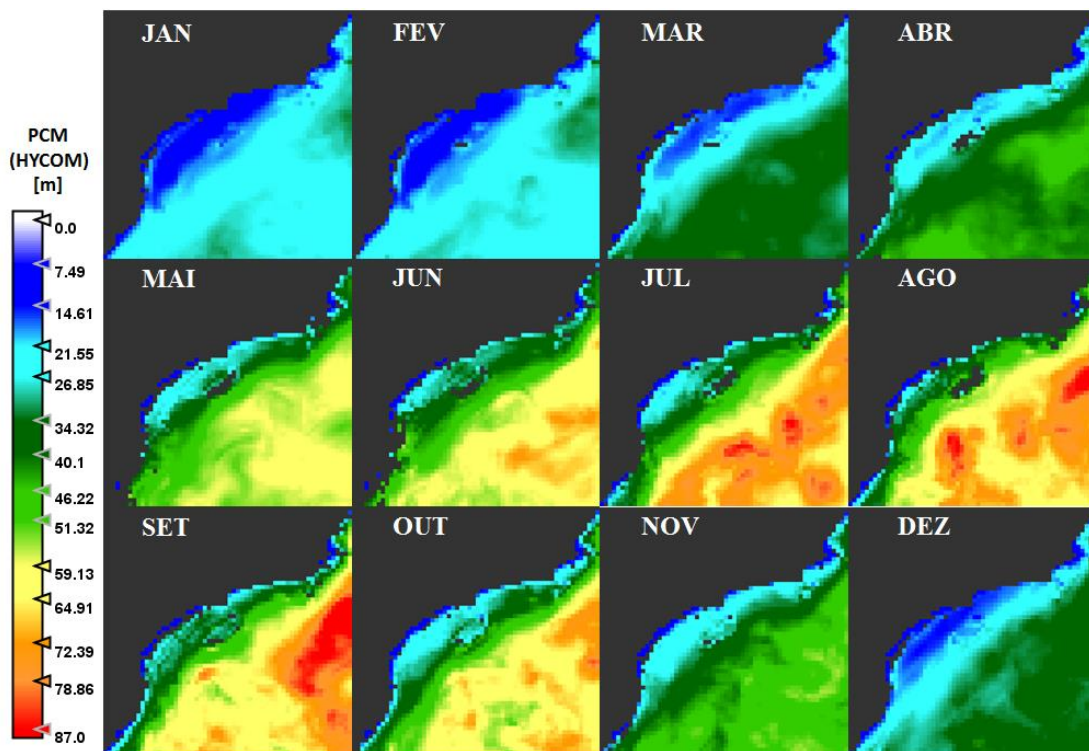 JAN FEV MAR ABR
PCM
(HYCOM)
[m]
0.0
7.49
14.61
21.55
26.85
34.32
40.1
46.22
51.32
59.13
64.91
72.39
78.86
87.0
MAI JUN JUL AGO
SET OUT NOV DEZ